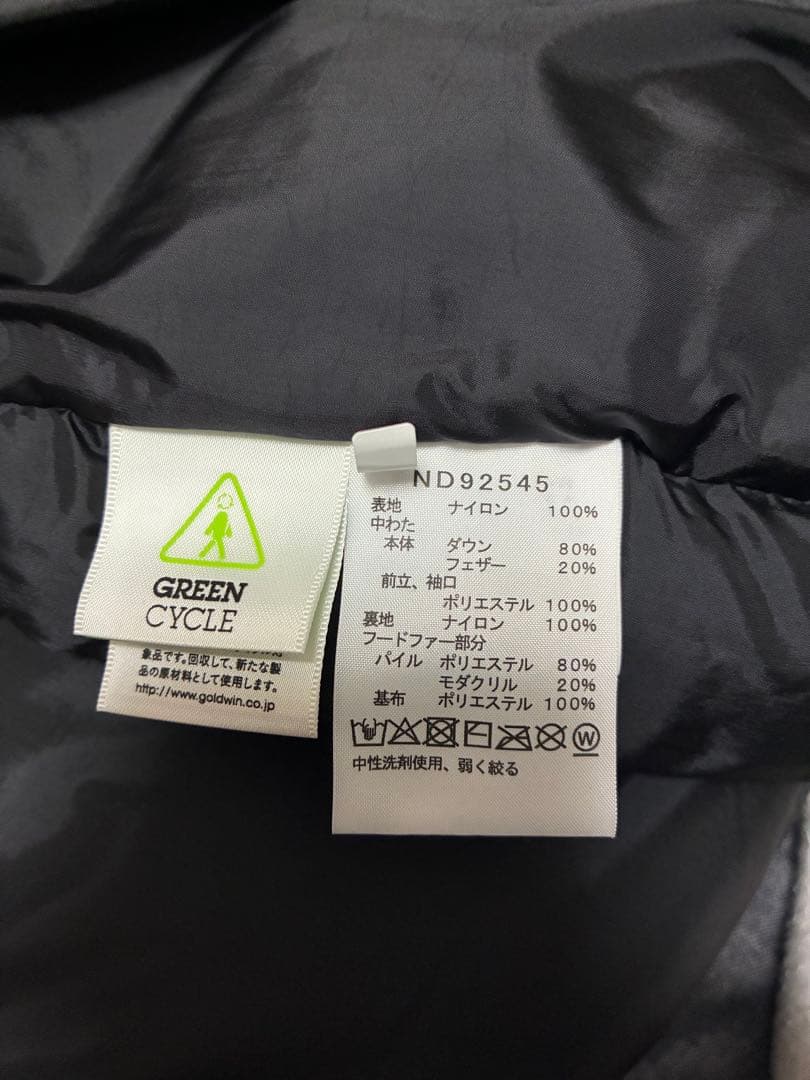 GREEN
CYCLE
象品です。回収して、新たな製
品の原材料として使用します。
http://www.goldwin.co.jp
ND92545
表地 ナイロン 100%
中わた
本体 ダウン 80%
フェザー 20%
前立、袖口
ポリエステル 100%
裏地 ナイロン 100%
フードファー部分
パイル ポリエステル 80%
モダクリル 20%
基布 ポリエステル 100%
W
中性洗剤使用、弱く絞る